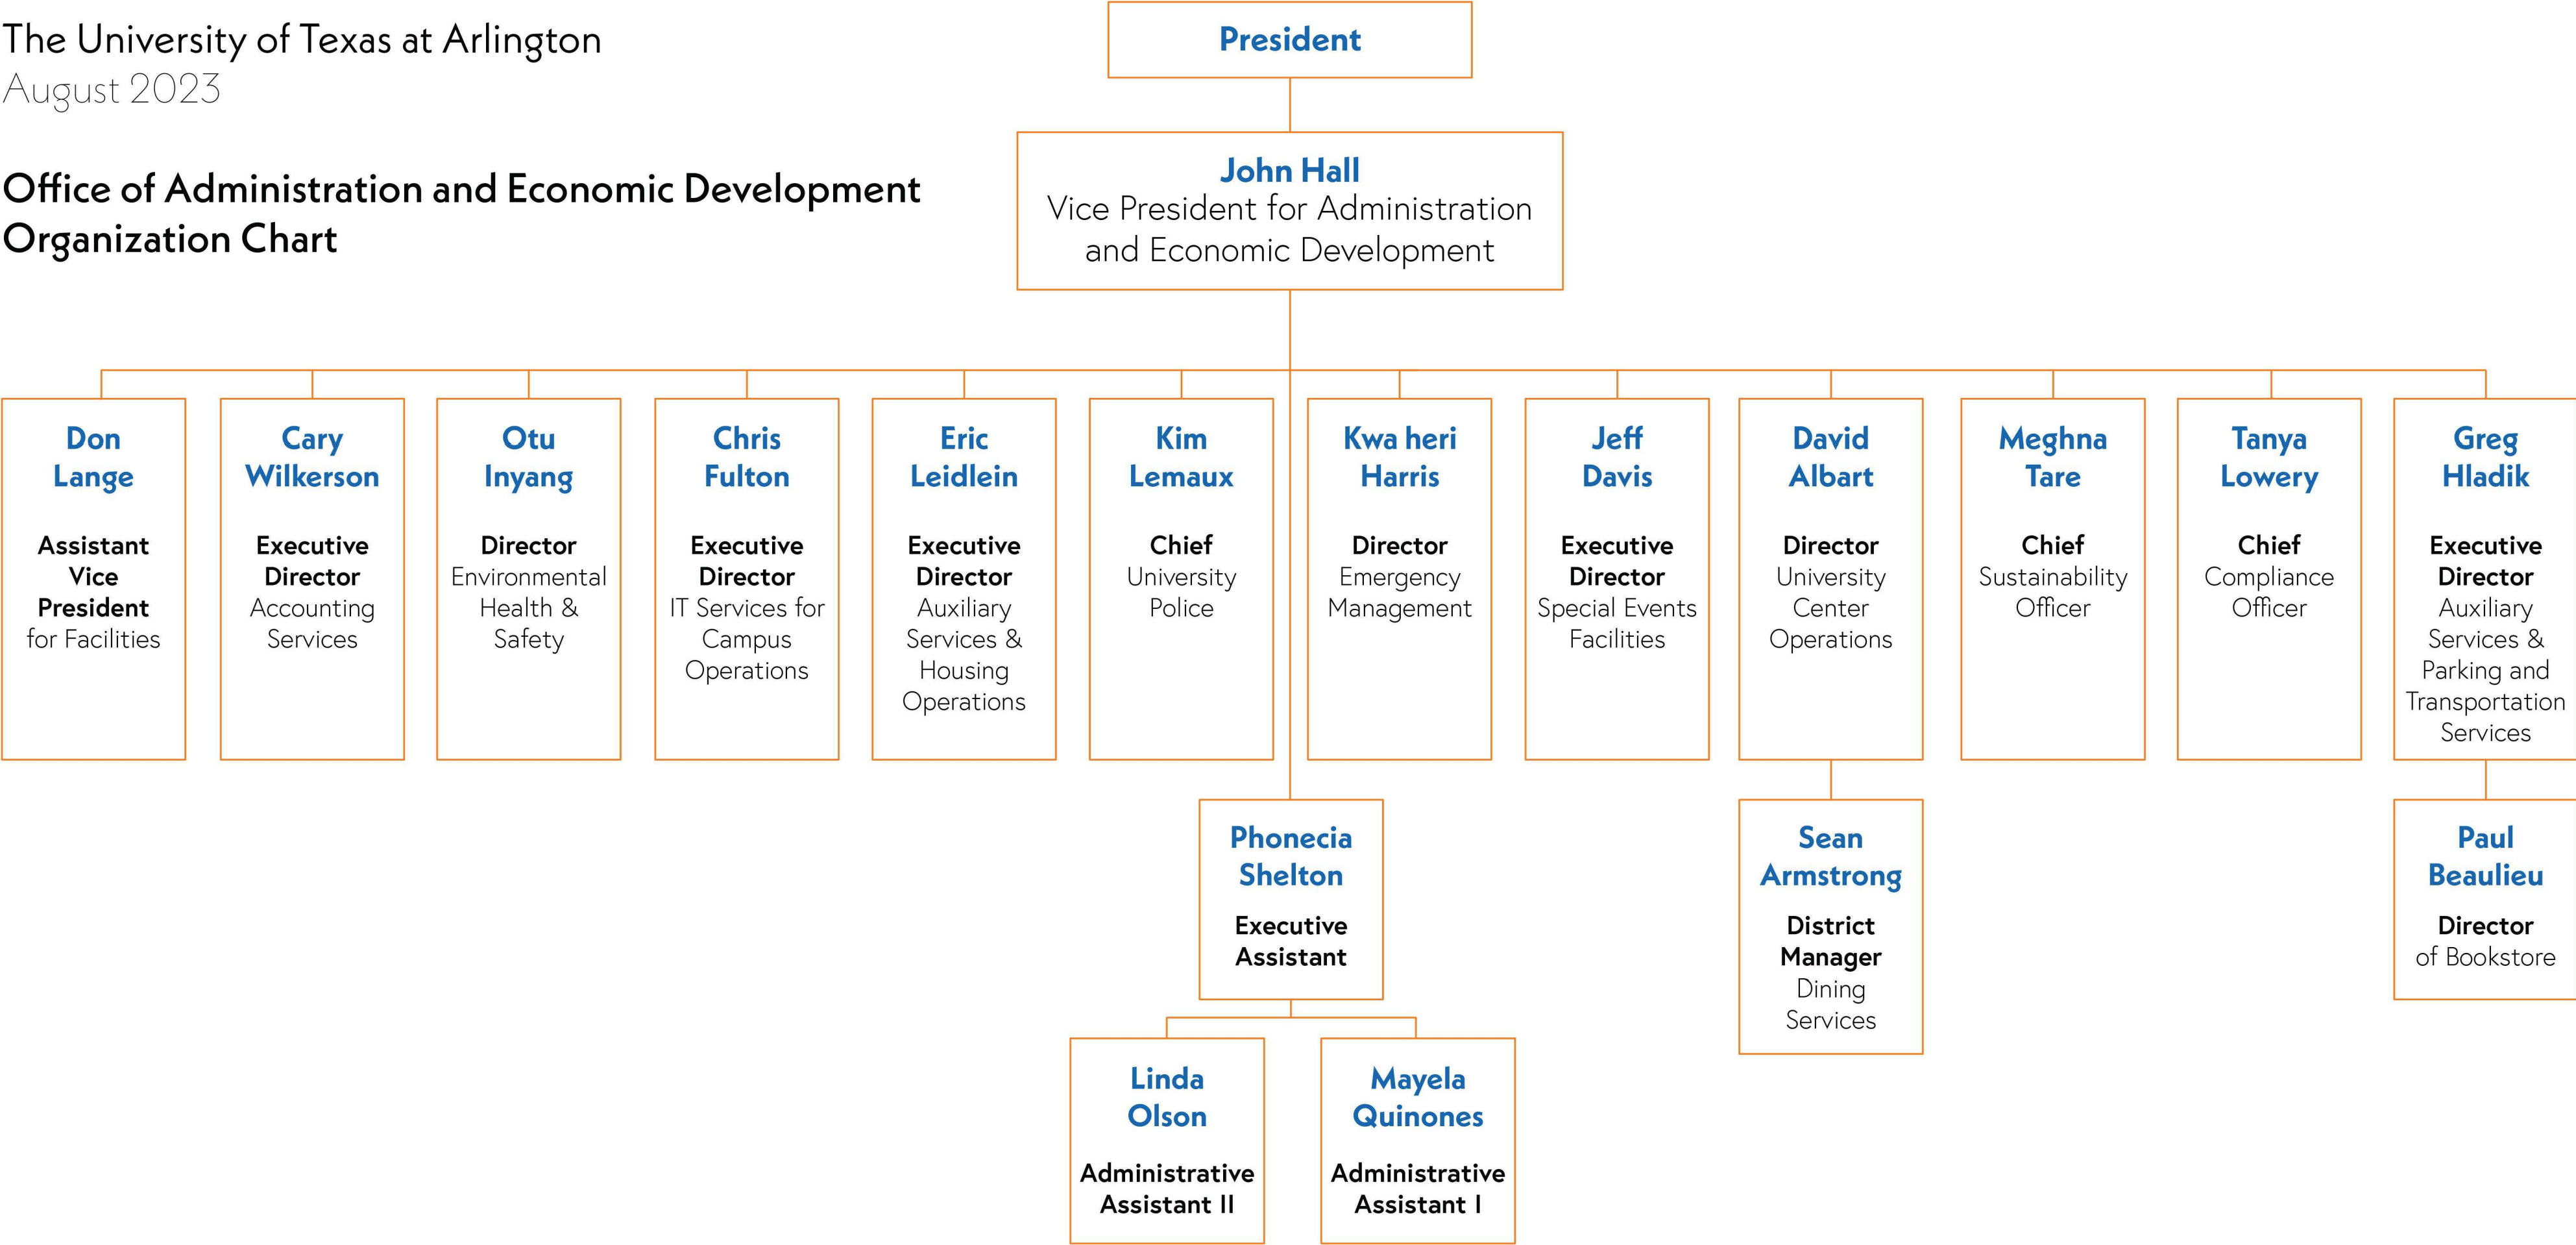 The University of Texas at Arlington
August 2023
Office of Administration and Economic Development
Organization Chart
President
John Hall
Vice President for Administration
and Economic Development
Don
Lange
Assistant
Vice
President
for Facilities
Cary
Wilkerson
Executive
Director
Accounting
Services
Otu
Inyang
Director
Environmental
Health &
Safety
Chris
Fulton
Executive
Director
IT Services for
Campus
Operations
Eric
Leidlein
Executive
Director
Auxiliary
Services &
Housing
Operations
Kim
Lemaux
Chief
University
Police
Kwa heri
Harris
Director
Emergency
Management
Jeff
Davis
Executive
Director
Special Events
Facilities
David
Albart
Director
University
Center
Operations
Meghna
Tare
Chief
Sustainability
Officer
Tanya
Lowery
Chief
Compliance
Officer
Greg
Hladik
Executive
Director
Auxiliary
Services &
Parking and
Transportation
Services
Phonecia
Shelton
Executive
Assistant
Sean
Armstrong
District
Manager
Dining
Services
Paul
Beaulieu
Director
of Bookstore
Linda
Olson
Administrative
Assistant II
Mayela
Quinones
Administrative
Assistant I